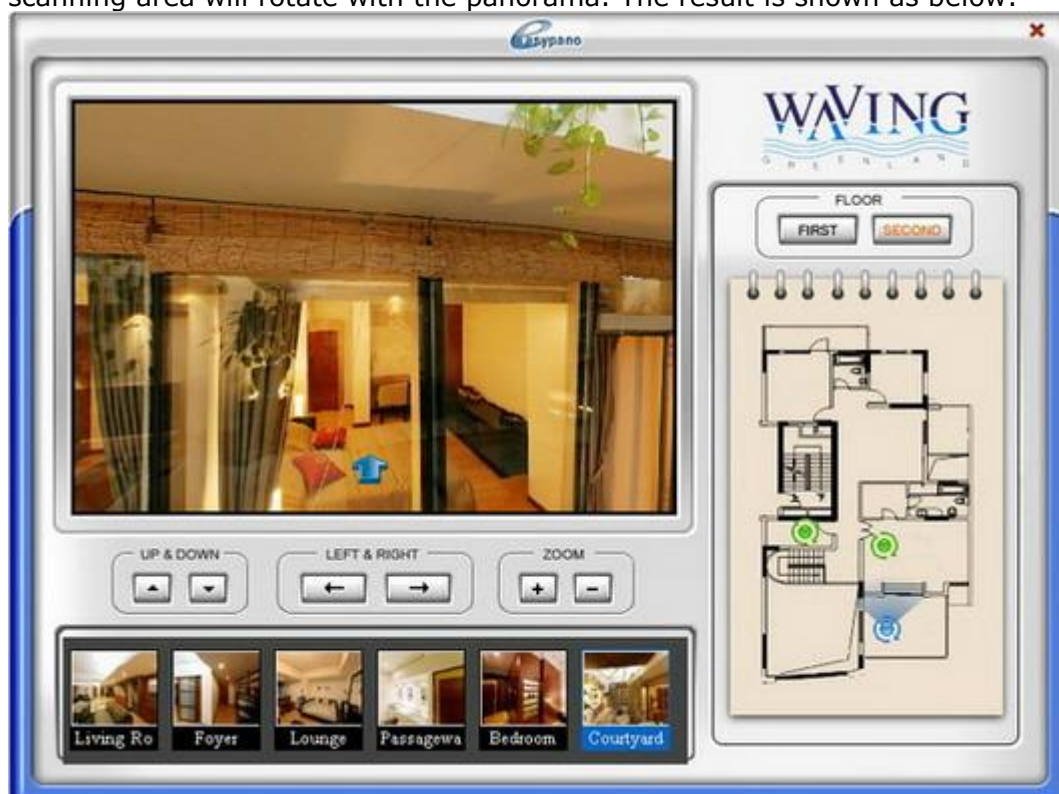 scanning area will rotate with the panorama. The result is shown as below:
easypano
WAVING
GREENLAND
FLOOR
FIRST SECOND
UP & DOWN LEFT & RIGHT ZOOM
Living Ro Foyer Lounge Passagewa Bedroom Courtyard